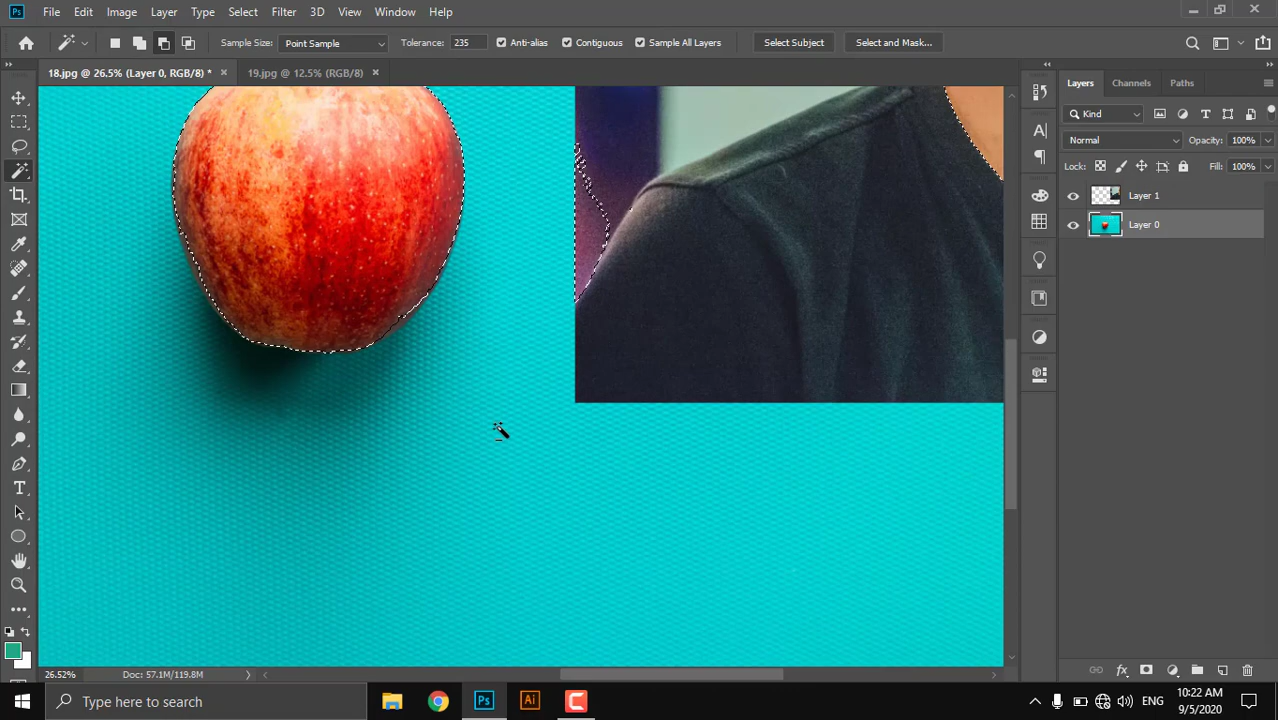 Ps File Edit Image Layer Type Select Filter 3D View Window Help
Sample Size: Point Sample Tolerance: 235 Anti-alias Contiguous Sample All Layers Select Subject Select and Mask...
18.jpg @ 26.5% (Layer 0, RGB/8) * × 19.jpg @ 12.5% (RGB/8) ×
Layers Channels Paths
Kind
Normal Opacity: 100%
Lock: Fill: 100%
Layer 1
Layer 0
26.52% Doc: 57.1M/119.8M
Type here to search
Ps Ai C
ENG
10:22 AM
9/5/2020